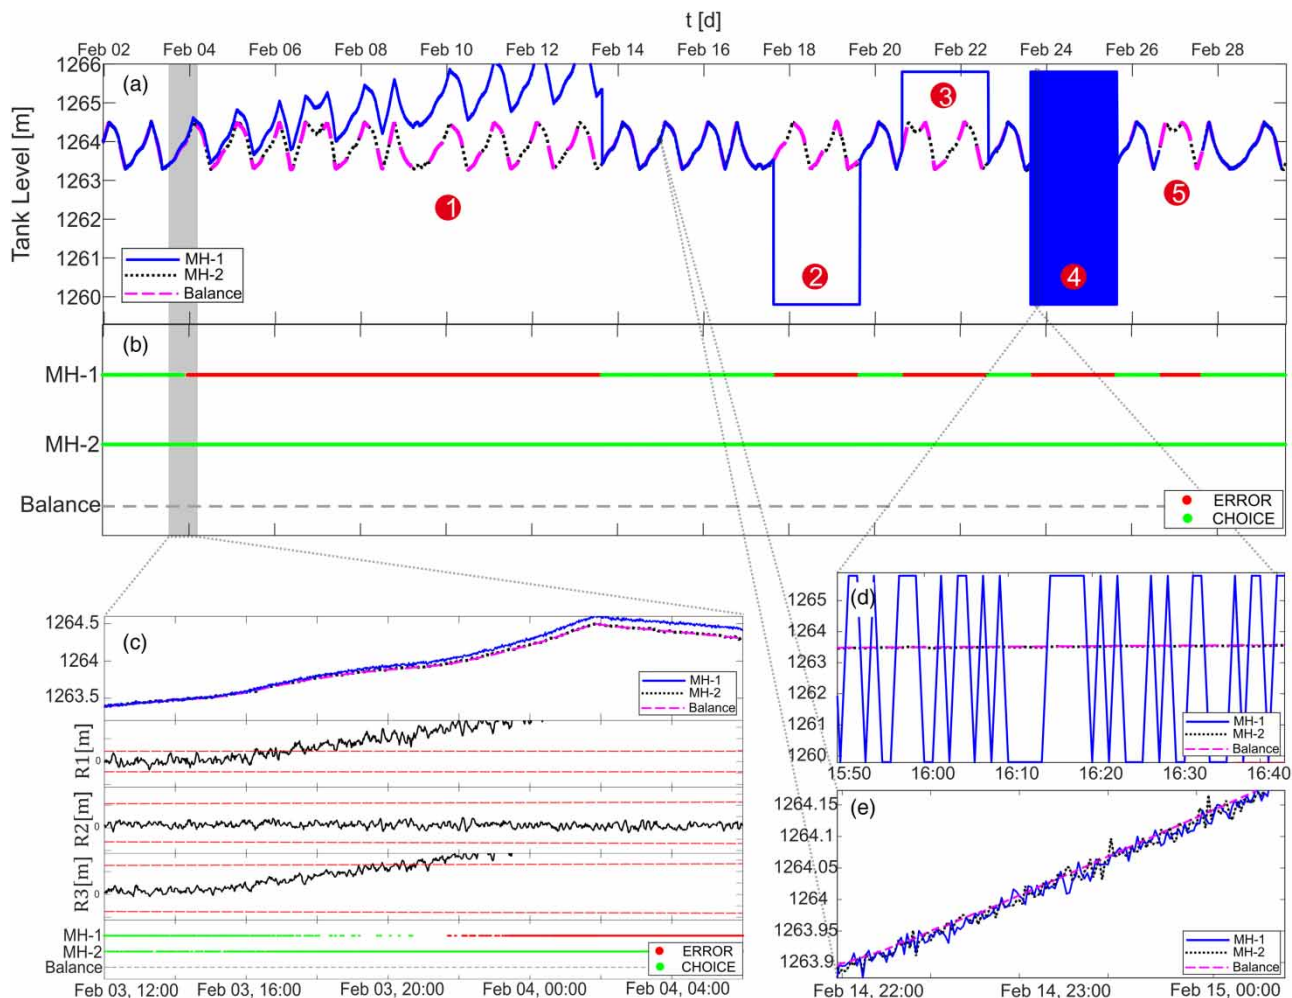 t [d]
Feb 02 Feb 04 Feb 06 Feb 08 Feb 10 Feb 12 Feb 14 Feb 16 Feb 18 Feb 20 Feb 22 Feb 24 Feb 26 Feb 28
Tank Level [m]
1266
1265
1264
1263
1262
1261
1260
(a)
1
2
3
4
5
MH-1
MH-2
Balance
(b)
MH-1
MH-2
Balance
ERROR
CHOICE
(c)
1264.5
1264
1263.5
MH-1
MH-2
Balance
R1[m]
0
R2[m]
0
R3[m]
0
MH-1
MH-2
Balance
ERROR
CHOICE
Feb 03, 12:00 Feb 03, 16:00 Feb 03, 20:00 Feb 04, 00:00 Feb 04, 04:00
(d)
1265
1264
1263
1262
1261
1260
MH-1
MH-2
Balance
15:50 16:00 16:10 16:20 16:30 16:40
(e)
1264.15
1264.1
1264.05
1264
1263.95
1263.9
MH-1
MH-2
Balance
Feb 14, 22:00 Feb 14, 23:00 Feb 15, 00:00